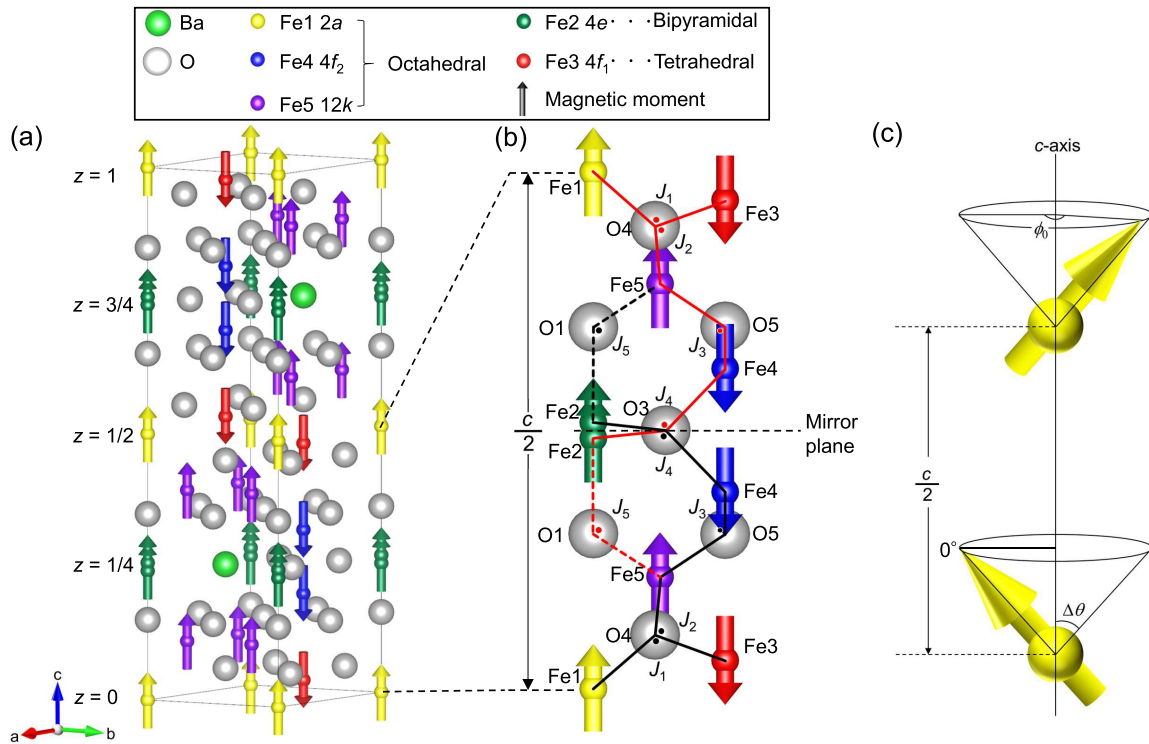 Ba
Fe1 2a
Fe2 4e · · · Bipyramidal
O
Fe4 4f₂
Octahedral
Fe3 4f₁ · · · Tetrahedral
Fe5 12k
Magnetic moment
(a)
z = 1
z = 3/4
z = 1/2
z = 1/4
z = 0
c
a
b
(b)
Fe1
J₁
Fe3
O4
J₂
Fe5
O1
O5
J₅
J₃
Fe4
Fe2
O3
J₄
c/2
Mirror plane
Fe2
J₄
Fe4
J₅
J₃
O1
O5
Fe5
J₂
O4
Fe3
Fe1
J₁
(c)
c-axis
ϕ₀
c/2
0°
Δθ